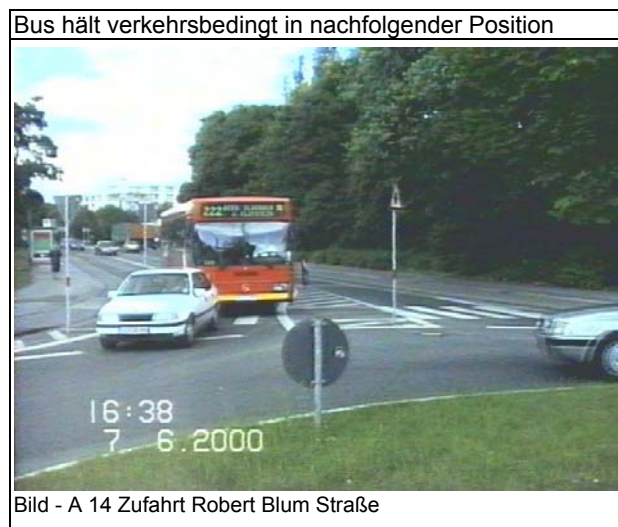 Bus hält verkehrsbedingt in nachfolgender Position
222
16:38
7 6.2000
Bild - A 14 Zufahrt Robert Blum Straße